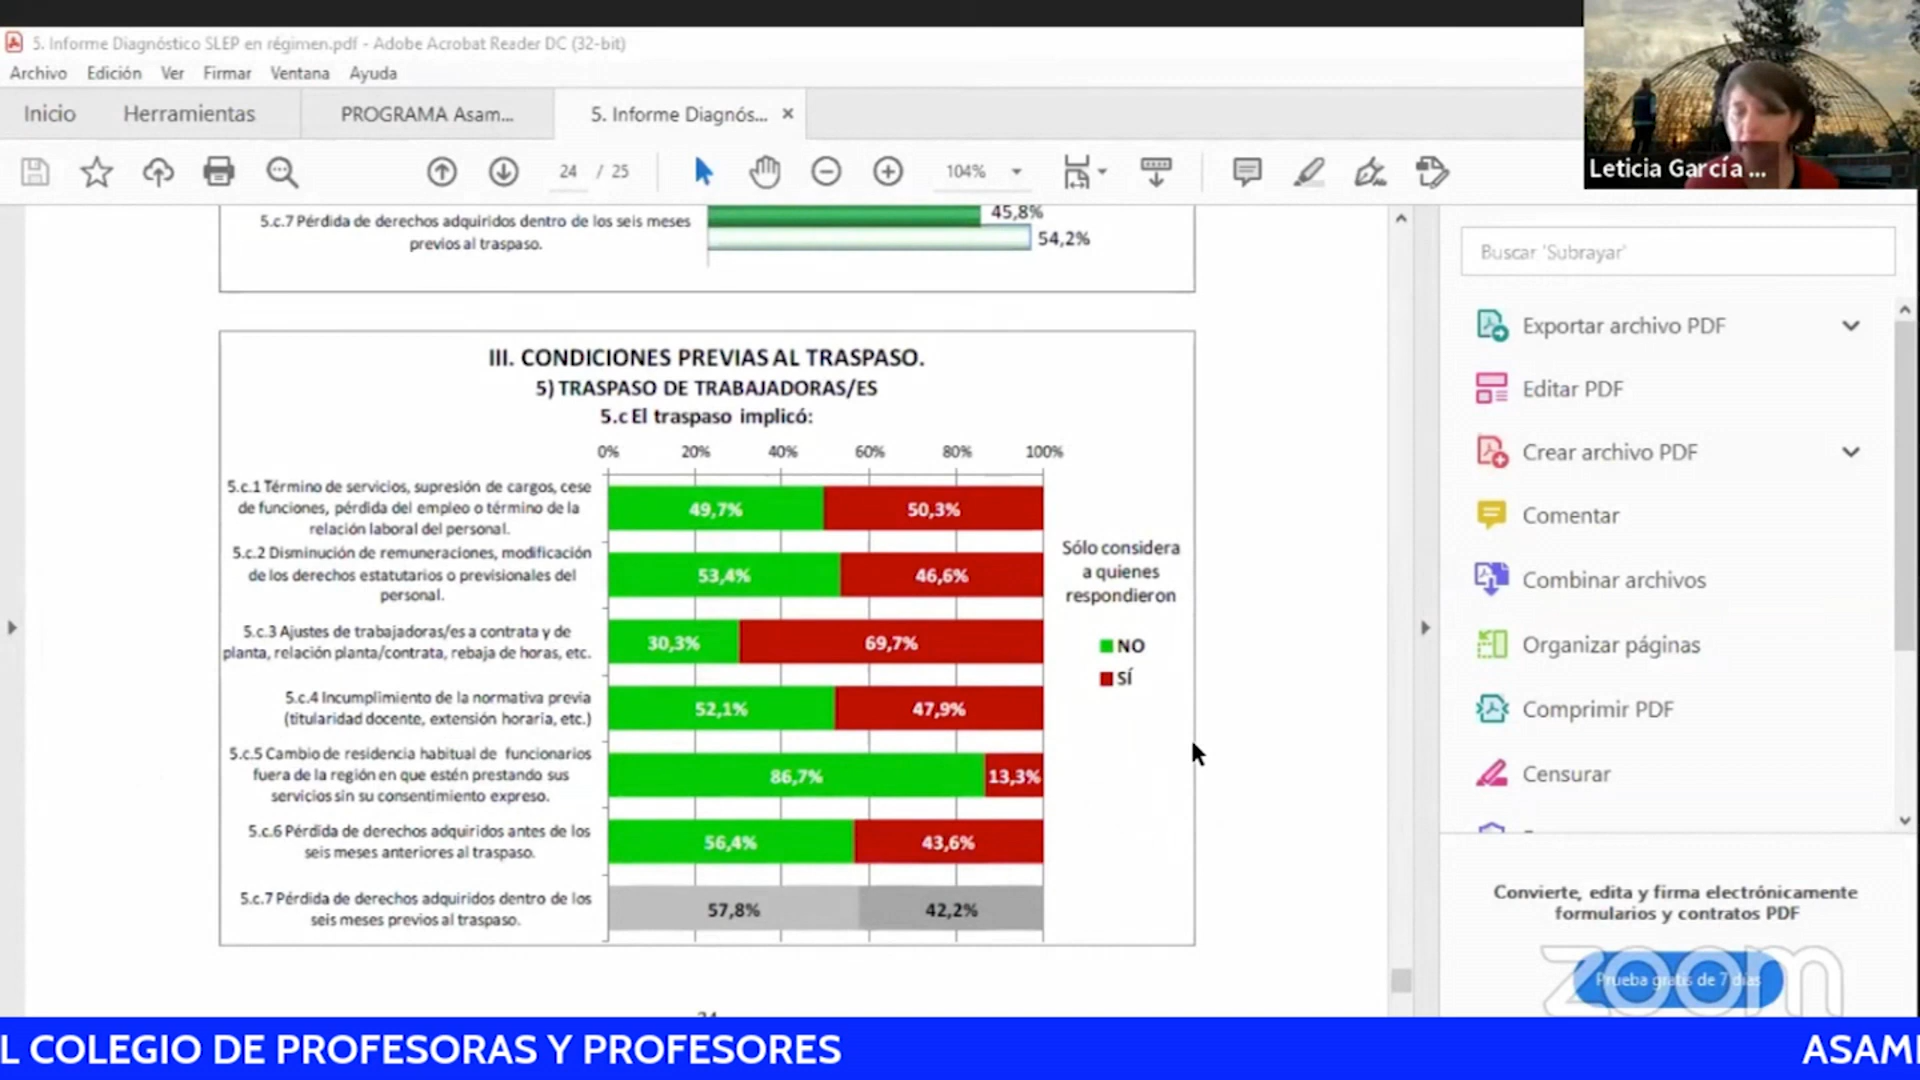 5. Informe Diagnóstico SLEP en régimen.pdf - Adobe Acrobat Reader DC (32-bit)
Archivo Edición Ver Firmar Ventana Ayuda
Inicio Herramientas PROGRAMA Asam... 5. Informe Diagnós... ×
24 / 25 104%
Leticia García ...
5.c.7 Pérdida de derechos adquiridos dentro de los seis meses
previos al traspaso.
45,8%
54,2%
III. CONDICIONES PREVIAS AL TRASPASO.
5) TRASPASO DE TRABAJADORAS/ES
5.c El traspaso implicó:
0% 20% 40% 60% 80% 100%
5.c.1 Término de servicios, supresión de cargos, cese
de funciones, pérdida del empleo o término de la
relación laboral del personal.
49,7% 50,3%
5.c.2 Disminución de remuneraciones, modificación
de los derechos estatutarios o previsionales del
personal.
53,4% 46,6%
5.c.3 Ajustes de trabajadoras/es a contrata y de
planta, relación planta/contrata, rebaja de horas, etc.
30,3% 69,7%
5.c.4 Incumplimiento de la normativa previa
(titularidad docente, extensión horaria, etc.)
52,1% 47,9%
5.c.5 Cambio de residencia habitual de funcionarios
fuera de la región en que estén prestando sus
servicios sin su consentimiento expreso.
86,7% 13,3%
5.c.6 Pérdida de derechos adquiridos antes de los
seis meses anteriores al traspaso.
56,4% 43,6%
5.c.7 Pérdida de derechos adquiridos dentro de los
seis meses previos al traspaso.
57,8% 42,2%
Sólo considera
a quienes
respondieron
NO
SÍ
Buscar 'Subrayar'
Exportar archivo PDF
Editar PDF
Crear archivo PDF
Comentar
Combinar archivos
Organizar páginas
Comprimir PDF
Censurar
Convierte, edita y firma electrónicamente
formularios y contratos PDF
Prueba gratis de 7 días
zoom
L COLEGIO DE PROFESORAS Y PROFESORES
ASAM